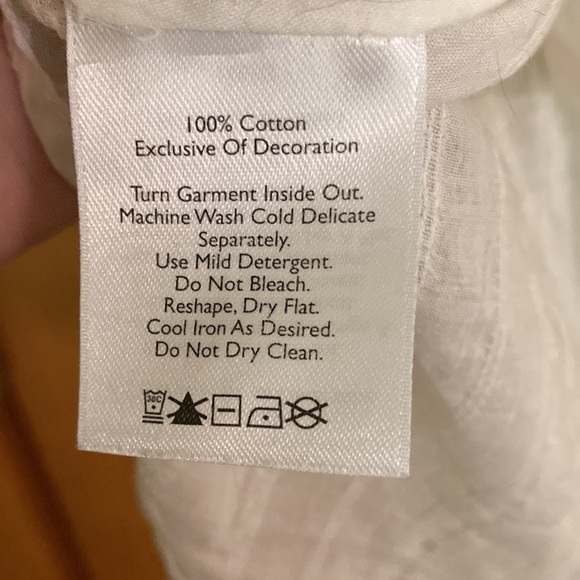 100% Cotton
Exclusive Of Decoration
Turn Garment Inside Out.
Machine Wash Cold Delicate
Separately.
Use Mild Detergent.
Do Not Bleach.
Reshape, Dry Flat.
Cool Iron As Desired.
Do Not Dry Clean.
30C